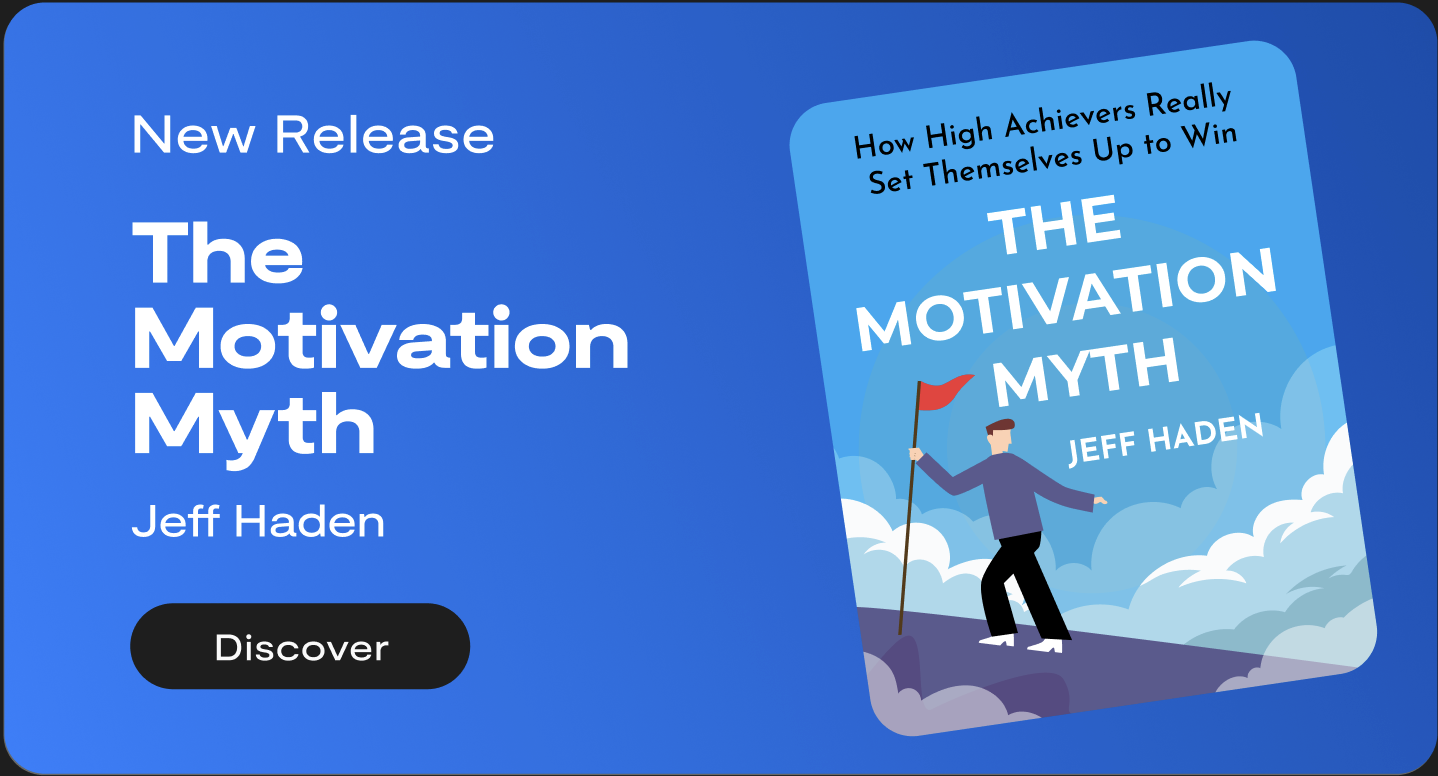 New Release
The
Motivation
Myth
Jeff Haden
Discover
How High Achievers Really
Set Themselves Up to Win
THE
MOTIVATION
MYTH
JEFF HADEN